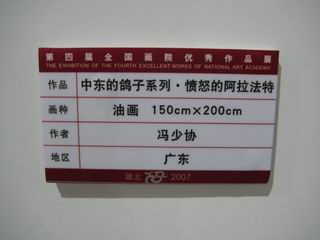 第四届全国画院优秀作品展
THE EXHIBITION OF THE FOURTH EXCELLENT WORKS OF NATIONAL ART ACADEMY
作品 中东的鸽子系列·愤怒的阿拉法特
画种 油画 150cm×200cm
作者 冯少协
地区 广东
湖北 2007